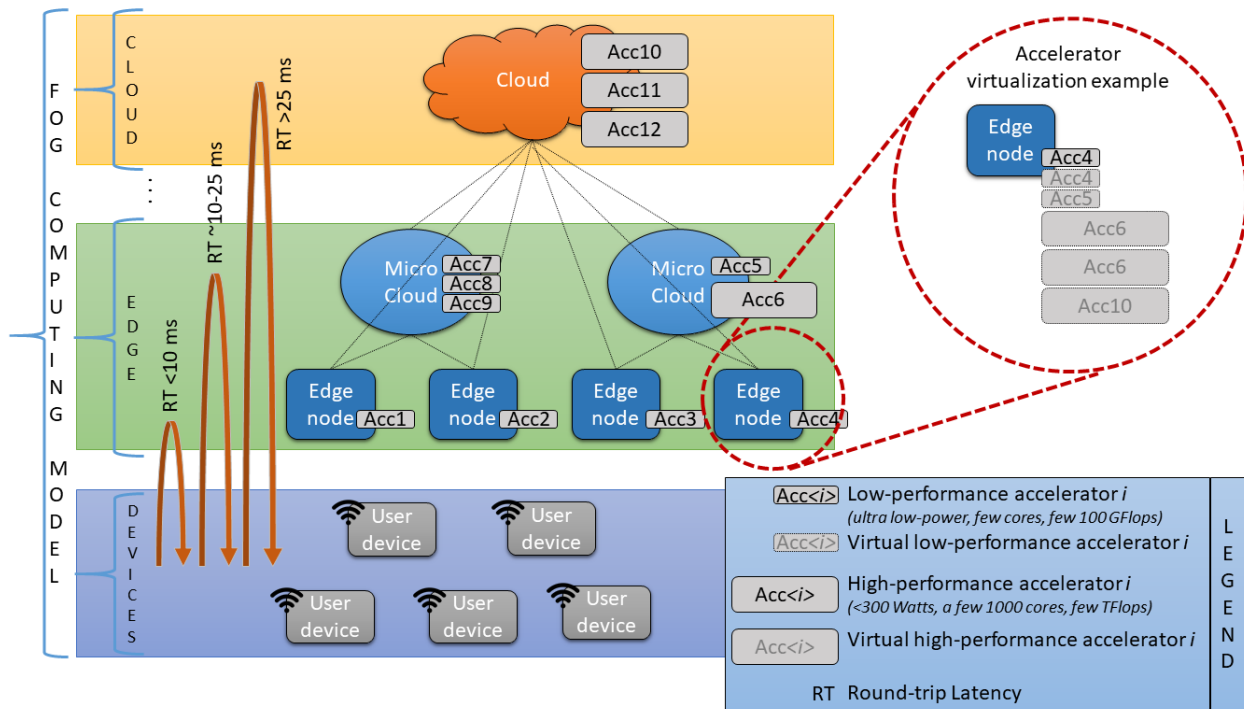 FOG COMPUTING MODEL
CLOUD
. . .
EDGE
DEVICES
RT <10 ms
RT ~10-25 ms
RT >25 ms
Cloud
Acc10
Acc11
Acc12
Micro
Cloud
Acc7
Acc8
Acc9
Micro
Cloud
Acc5
Acc6
Edge
node
Acc1
Edge
node
Acc2
Edge
node
Acc3
Edge
node
Acc4
User
device
User
device
User
device
User
device
User
device
Accelerator
virtualization example
Edge
node
Acc4
Acc4
Acc5
Acc6
Acc6
Acc10
LEGEND
Acc<i> Low-performance accelerator i
(ultra low-power, few cores, few 100 GFlops)
Acc<i> Virtual low-performance accelerator i
Acc<i> High-performance accelerator i
(<300 Watts, a few 1000 cores, few TFlops)
Acc<i> Virtual high-performance accelerator i
RT Round-trip Latency